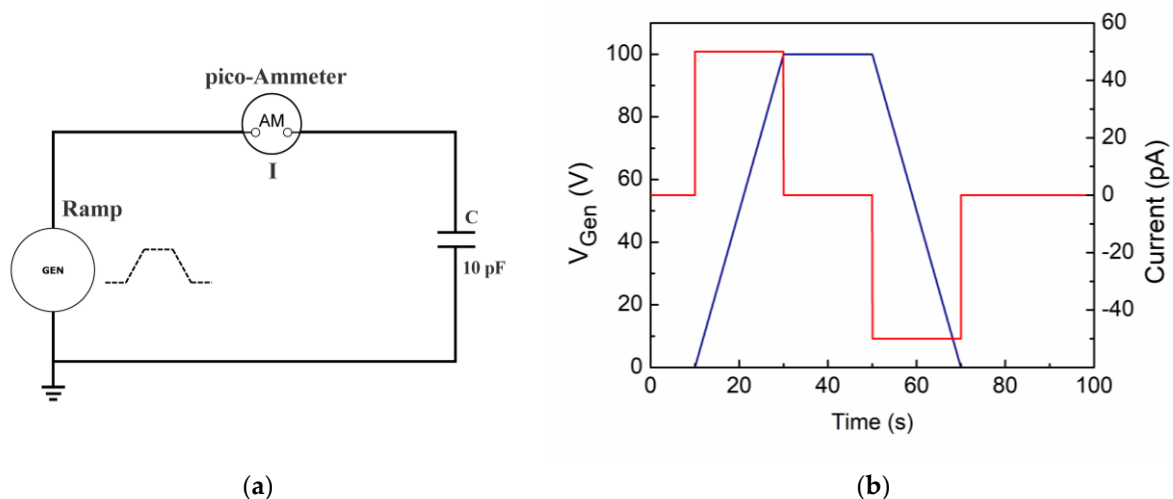 pico-Ammeter
AM
I
Ramp
GEN
C
10 pF
(a)
100
80
60
40
20
0
V_Gen (V)
60
40
20
0
-20
-40
Current (pA)
0 20 40 60 80 100
Time (s)
(b)